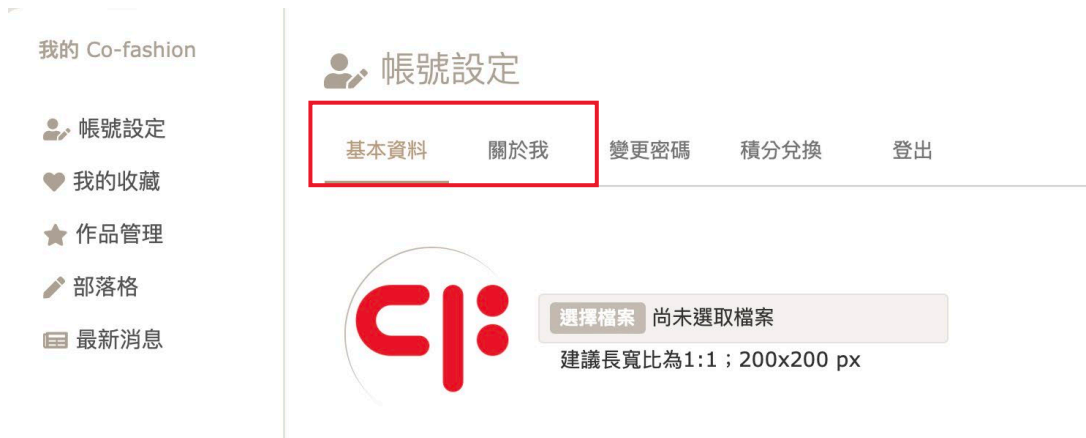 我的 Co-fashion
帳號設定
我的收藏
作品管理
部落格
最新消息
帳號設定
基本資料 關於我 變更密碼 積分兌換 登出
選擇檔案 尚未選取檔案
建議長寬比為1:1；200x200 px